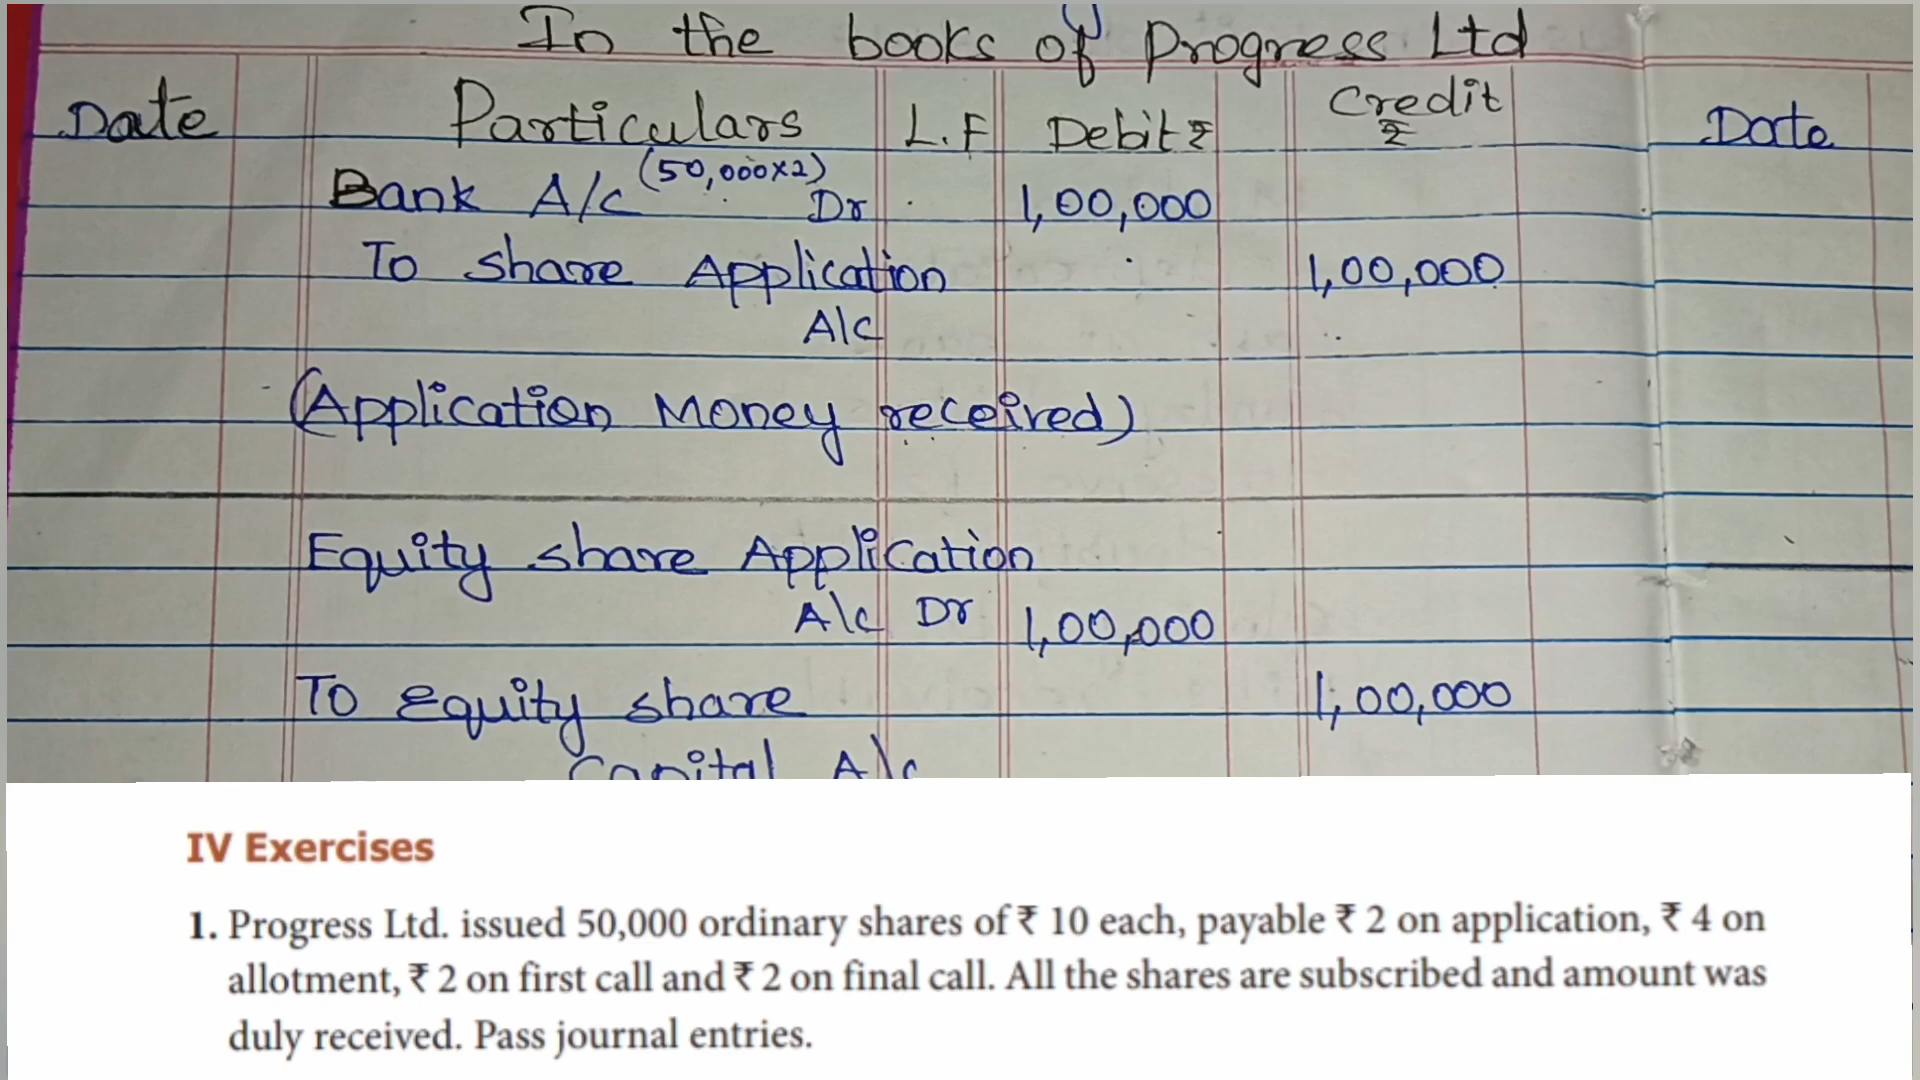 In the books of Progress Ltd
Date Particulars L.F Debit ₹ Credit ₹ Date
Bank A/c (50,000x2) Dr 1,00,000
To share Application 1,00,000
A/c
(Application Money received)
Equity share Application
A/c Dr 1,00,000
To equity share 1,00,000
Capital A/c
IV Exercises
1. Progress Ltd. issued 50,000 ordinary shares of ₹ 10 each, payable ₹ 2 on application, ₹ 4 on
allotment, ₹ 2 on first call and ₹ 2 on final call. All the shares are subscribed and amount was
duly received. Pass journal entries.